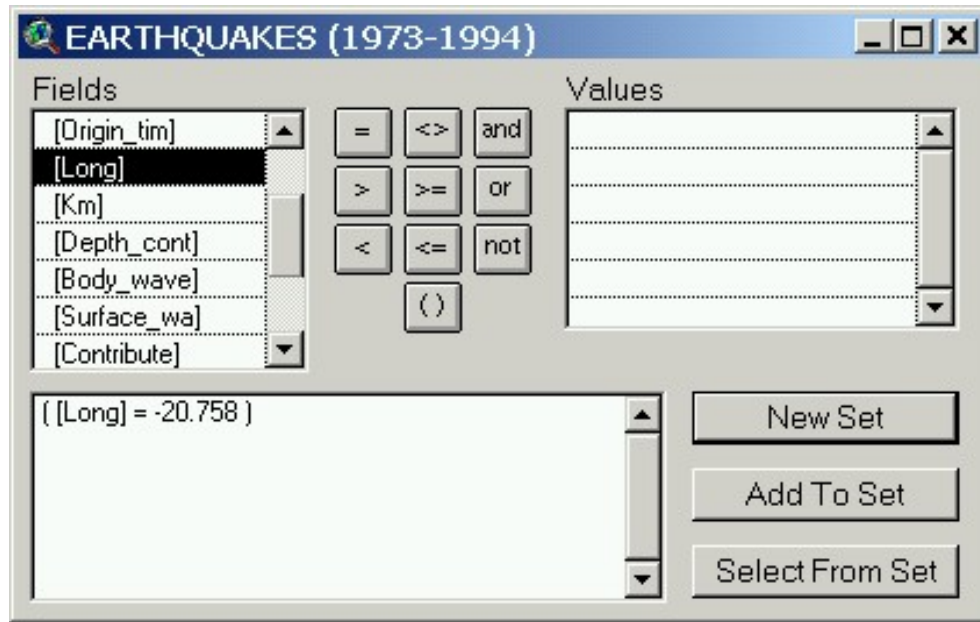 EARTHQUAKES (1973-1994)
Fields
Values
[Origin_tim]
[Long]
[Km]
[Depth_cont]
[Body_wave]
[Surface_wa]
[Contribute]
= <> and
> >= or
< <= not
( )
( [Long] = -20.758 )
New Set
Add To Set
Select From Set